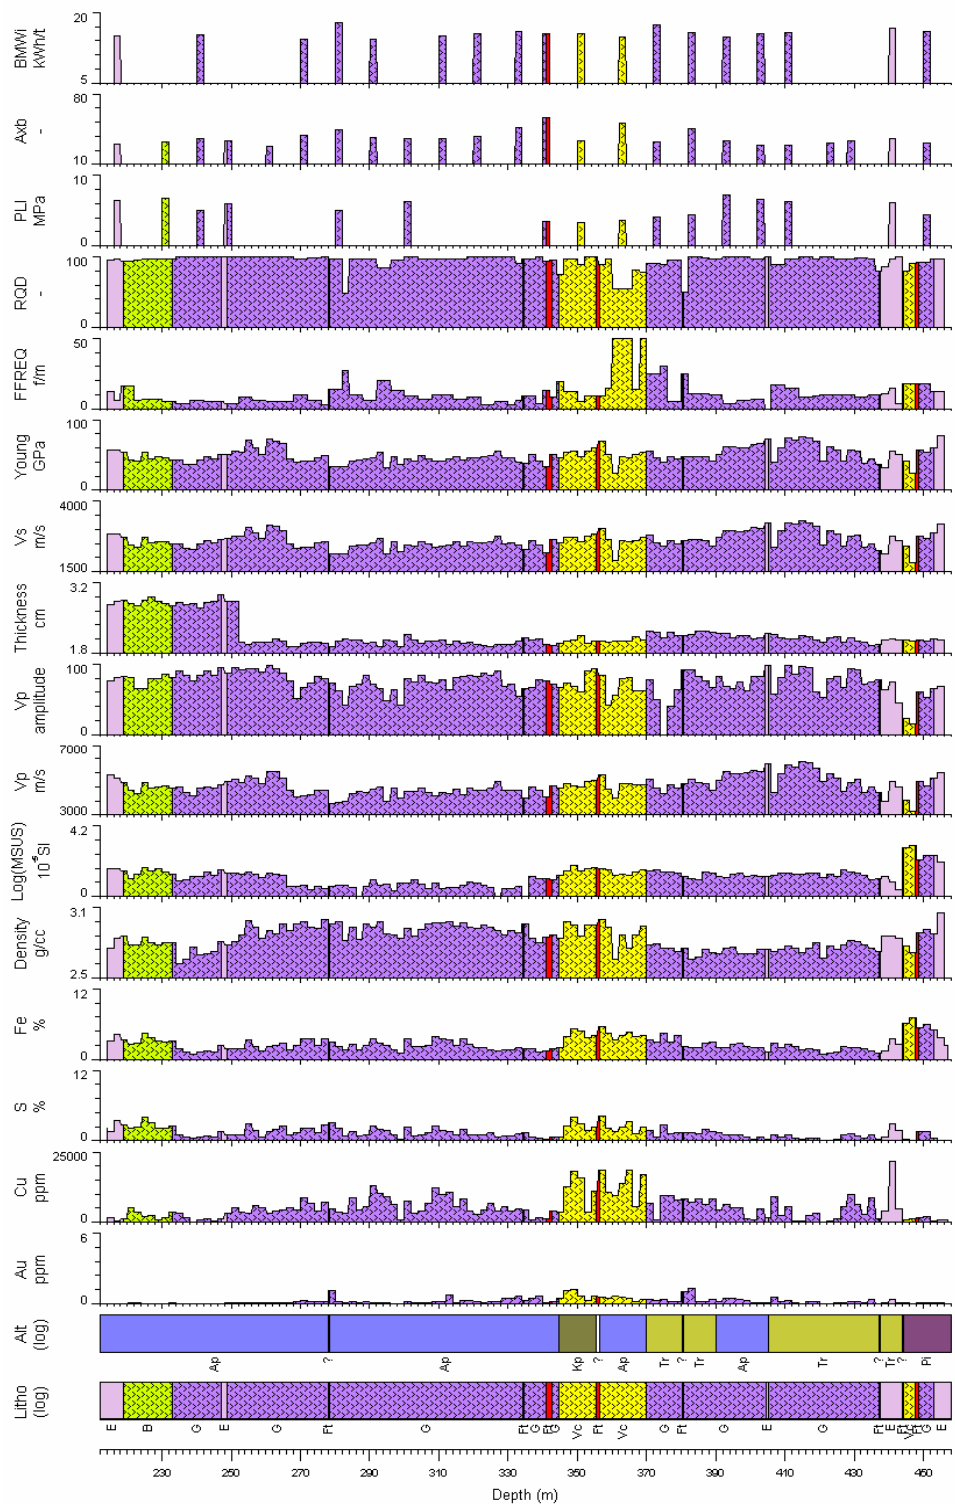 20
BMWi
kWh/t
5
80
Axb
-
10
10
PLI
MPa
0
100
RQD
-
0
50
FFREQ
f/m
0
100
Young
GPa
0
4000
Vs
m/s
1500
3.2
Thickness
cm
1.8
100
Vp
amplitude
0
7000
Vp
m/s
3000
4.2
Log(MSUS)
10⁻⁵SI
0
3.1
Density
g/cc
2.5
12
Fe
%
0
12
S
%
0
25000
Cu
ppm
0
6
Au
ppm
0
Alt
(log)
Ap ? Ap Kp ? Ap Tr ? Tr Ap Tr ? Tr ? Pi
Litho
(log)
E BI G E G Ft G Ft G Ft G Vc Ft Vc G Ft G E G Ft E Ft Vc Ft G E
230 250 270 290 310 330 350 370 390 410 430 450
Depth (m)